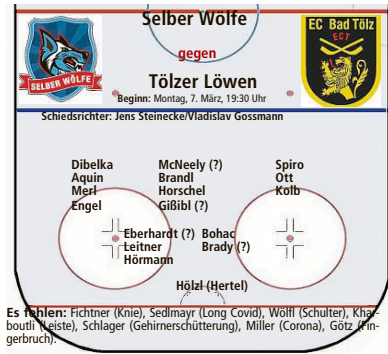 Selber Wölfe
SELBER WÖLFE
gegen
EC Bad Tölz
ECT
Tölzer Löwen
Beginn: Montag, 7. März, 19:30 Uhr
Schiedsrichter: Jens Steinecke/Vladislav Gossmann
Dibelka McNeely (?) Spiro
Aquin Brandl Ott
Merl Horschel Kolb
Engel Gißibl (?)
Eberhardt (?) Bohac
Leitner Brady (?)
Hörmann
Hölzl (Hertel)
Es fehlen: Fichtner (Knie), Sedlmayr (Long Covid), Wölfl (Schulter), Khar-
boutli (Leiste), Schlager (Gehirnerschütterung), Miller (Corona), Götz (Fin-
gerbruch).